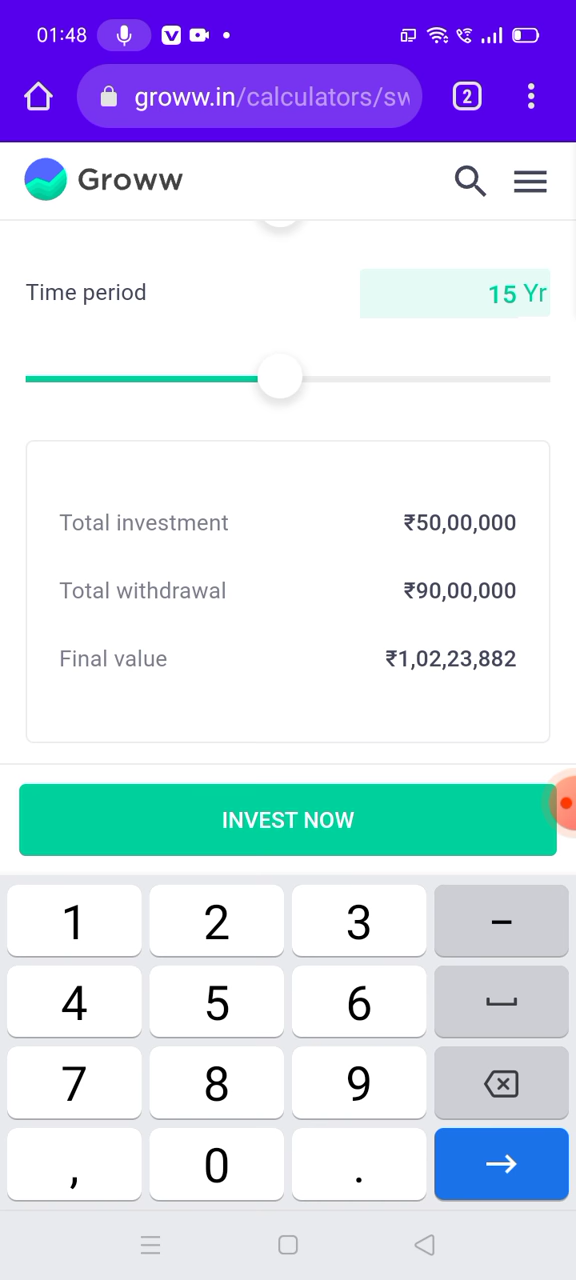 01:48
groww.in/calculators/sw
2
Groww
Time period
15 Yr
Total investment ₹50,00,000
Total withdrawal ₹90,00,000
Final value ₹1,02,23,882
INVEST NOW
1 2 3 –
4 5 6
7 8 9
, 0 .